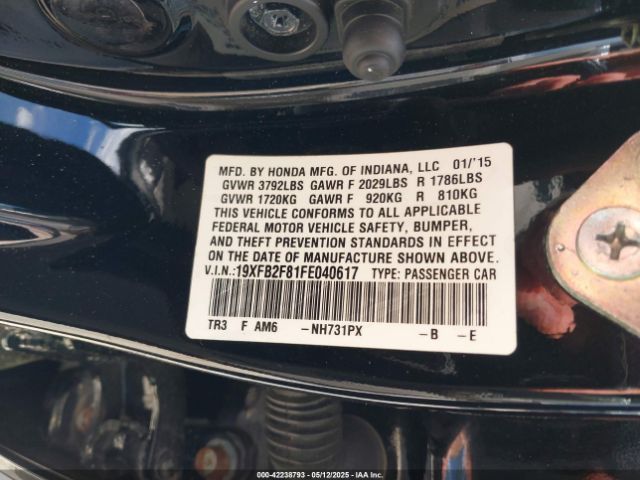 MFD. BY HONDA MFG. OF INDIANA, LLC 01/'15
GVWR 3792LBS GAWR F 2029LBS R 1786LBS
GVWR 1720KG GAWR F 920KG R 810KG
THIS VEHICLE CONFORMS TO ALL APPLICABLE
FEDERAL MOTOR VEHICLE SAFETY, BUMPER,
AND THEFT PREVENTION STANDARDS IN EFFECT
ON THE DATE OF MANUFACTURE SHOWN ABOVE.
V.I.N.:19XFB2F81FE040617 TYPE: PASSENGER CAR
TR3 F AM6 -NH731PX -B -E
000-42238793 - 05/12/2025 - IAAI, Inc.